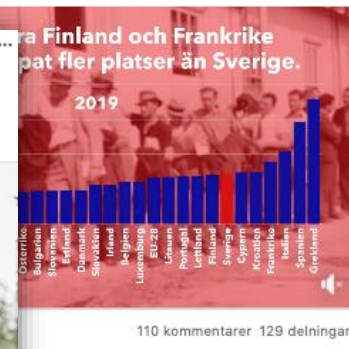 ...
ra Finland och Frankrike
pat fler platser än Sverige.
2019
Österrike
Bulgarien
Slovenien
Estland
Danmark
Slovakien
Irland
Belgien
Luxemburg
EU-28
Litauen
Portugal
Lettland
Finland
Sverige
Cypern
Kroatien
Frankrike
Italien
Spanien
Grekland
110 kommentarer 129 delningar